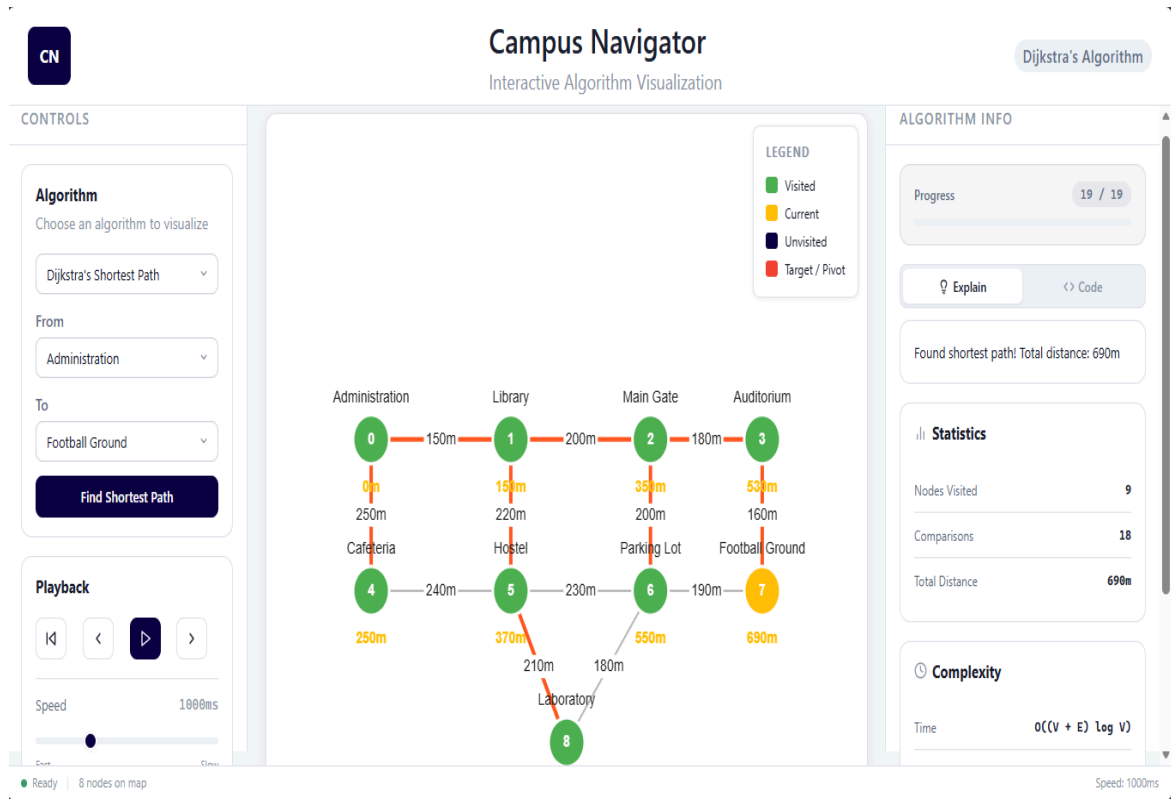 CN
Campus Navigator
Interactive Algorithm Visualization
Dijkstra's Algorithm
CONTROLS
Algorithm
Choose an algorithm to visualize
Dijkstra's Shortest Path
From
Administration
To
Football Ground
Find Shortest Path
Playback
Speed 1000ms
Fast Slow
LEGEND
Visited
Current
Unvisited
Target / Pivot
Administration Library Main Gate Auditorium
0 150m 1 200m 2 180m 3
0m 150m 350m 530m
250m 220m 200m 160m
Cafeteria Hostel Parking Lot Football Ground
4 240m 5 230m 6 190m 7
250m 370m 550m 690m
210m 180m
Laboratory
8
ALGORITHM INFO
Progress 19 / 19
Explain <> Code
Found shortest path! Total distance: 690m
Statistics
Nodes Visited 9
Comparisons 18
Total Distance 690m
Complexity
Time O((V + E) log V)
Ready 8 nodes on map
Speed: 1000ms